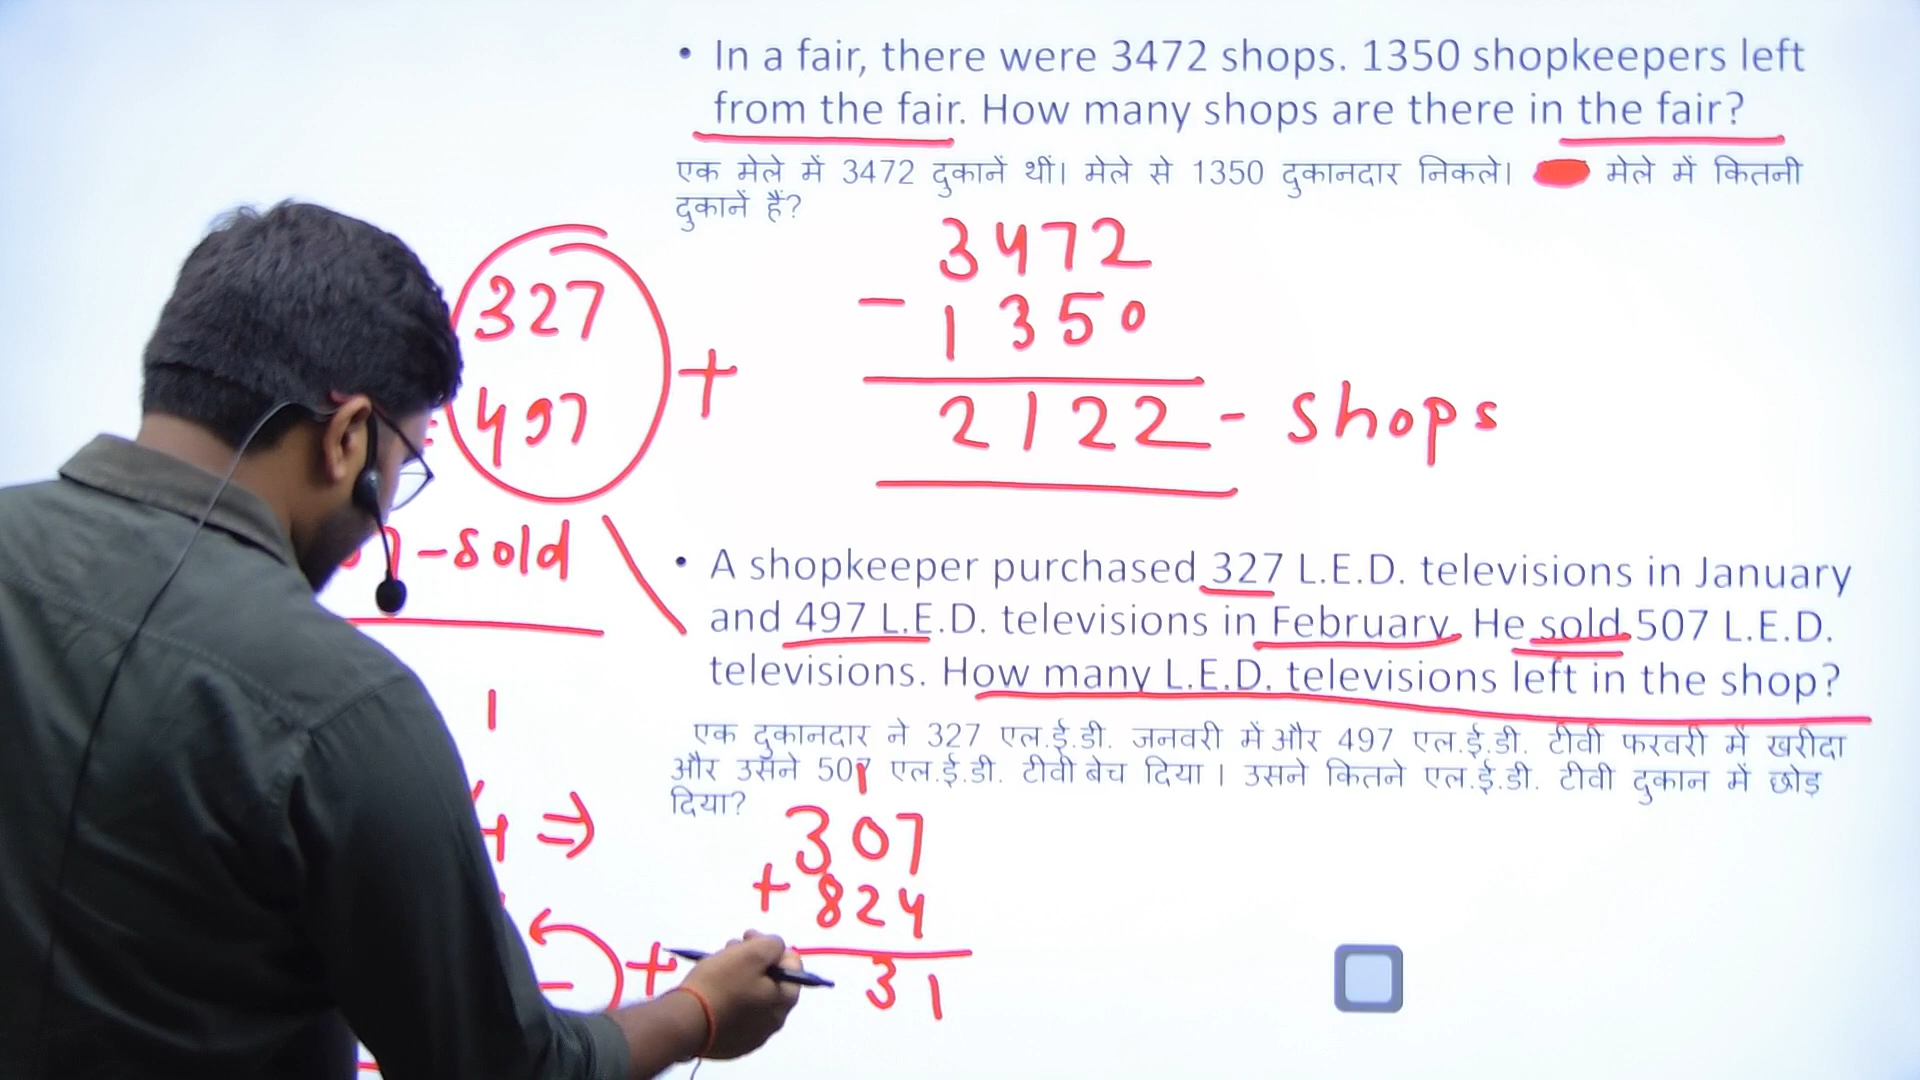 • In a fair, there were 3472 shops. 1350 shopkeepers left
from the fair. How many shops are there in the fair?
एक मेले में 3472 दुकानें थीं। मेले से 1350 दुकानदार निकले। मेले में कितनी
दुकानें हैं?
3472
- 1350
2122 - shops
327
497
+
-sold
• A shopkeeper purchased 327 L.E.D. televisions in January
and 497 L.E.D. televisions in February. He sold 507 L.E.D.
televisions. How many L.E.D. televisions left in the shop?
एक दुकानदार ने 327 एल.ई.डी. जनवरी में और 497 एल.ई.डी. टीवी फरवरी में खरीदा
और उसने 507 एल.ई.डी. टीवी बेच दिया। उसने कितने एल.ई.डी. टीवी दुकान में छोड़
दिया?
1
⇒
1
307
+ 824
31
+